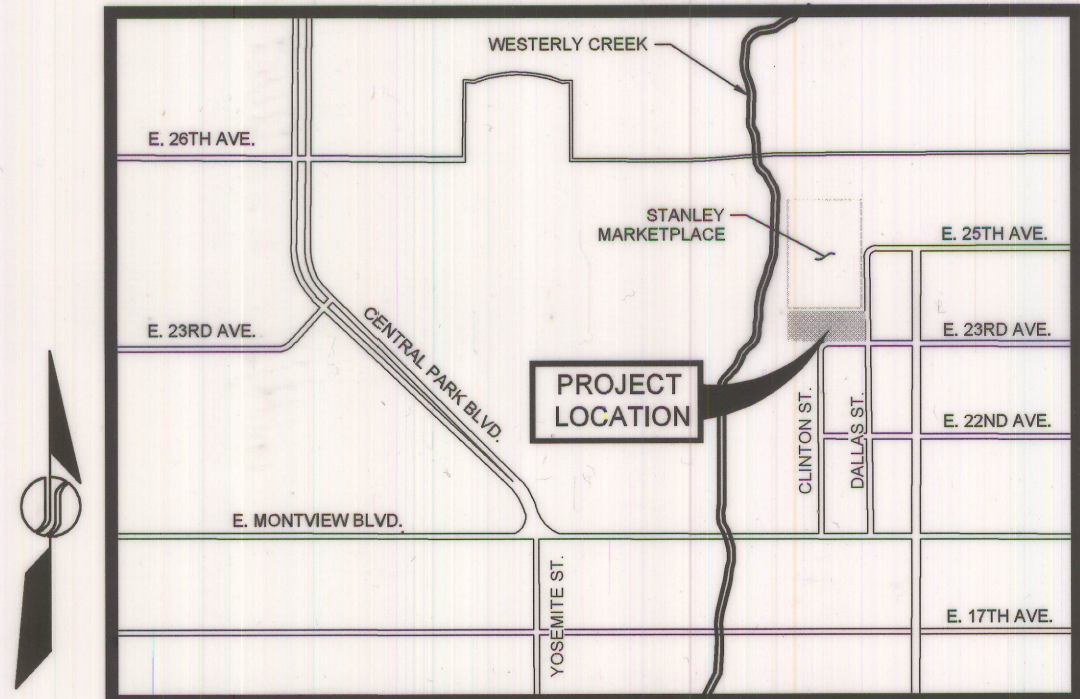 WESTERLY CREEK
E. 26TH AVE.
STANLEY
MARKETPLACE
E. 25TH AVE.
E. 23RD AVE.
CENTRAL PARK BLVD.
E. 23RD AVE.
PROJECT
LOCATION
CLINTON ST.
DALLAS ST.
E. 22ND AVE.
E. MONTVIEW BLVD.
YOSEMITE ST.
E. 17TH AVE.